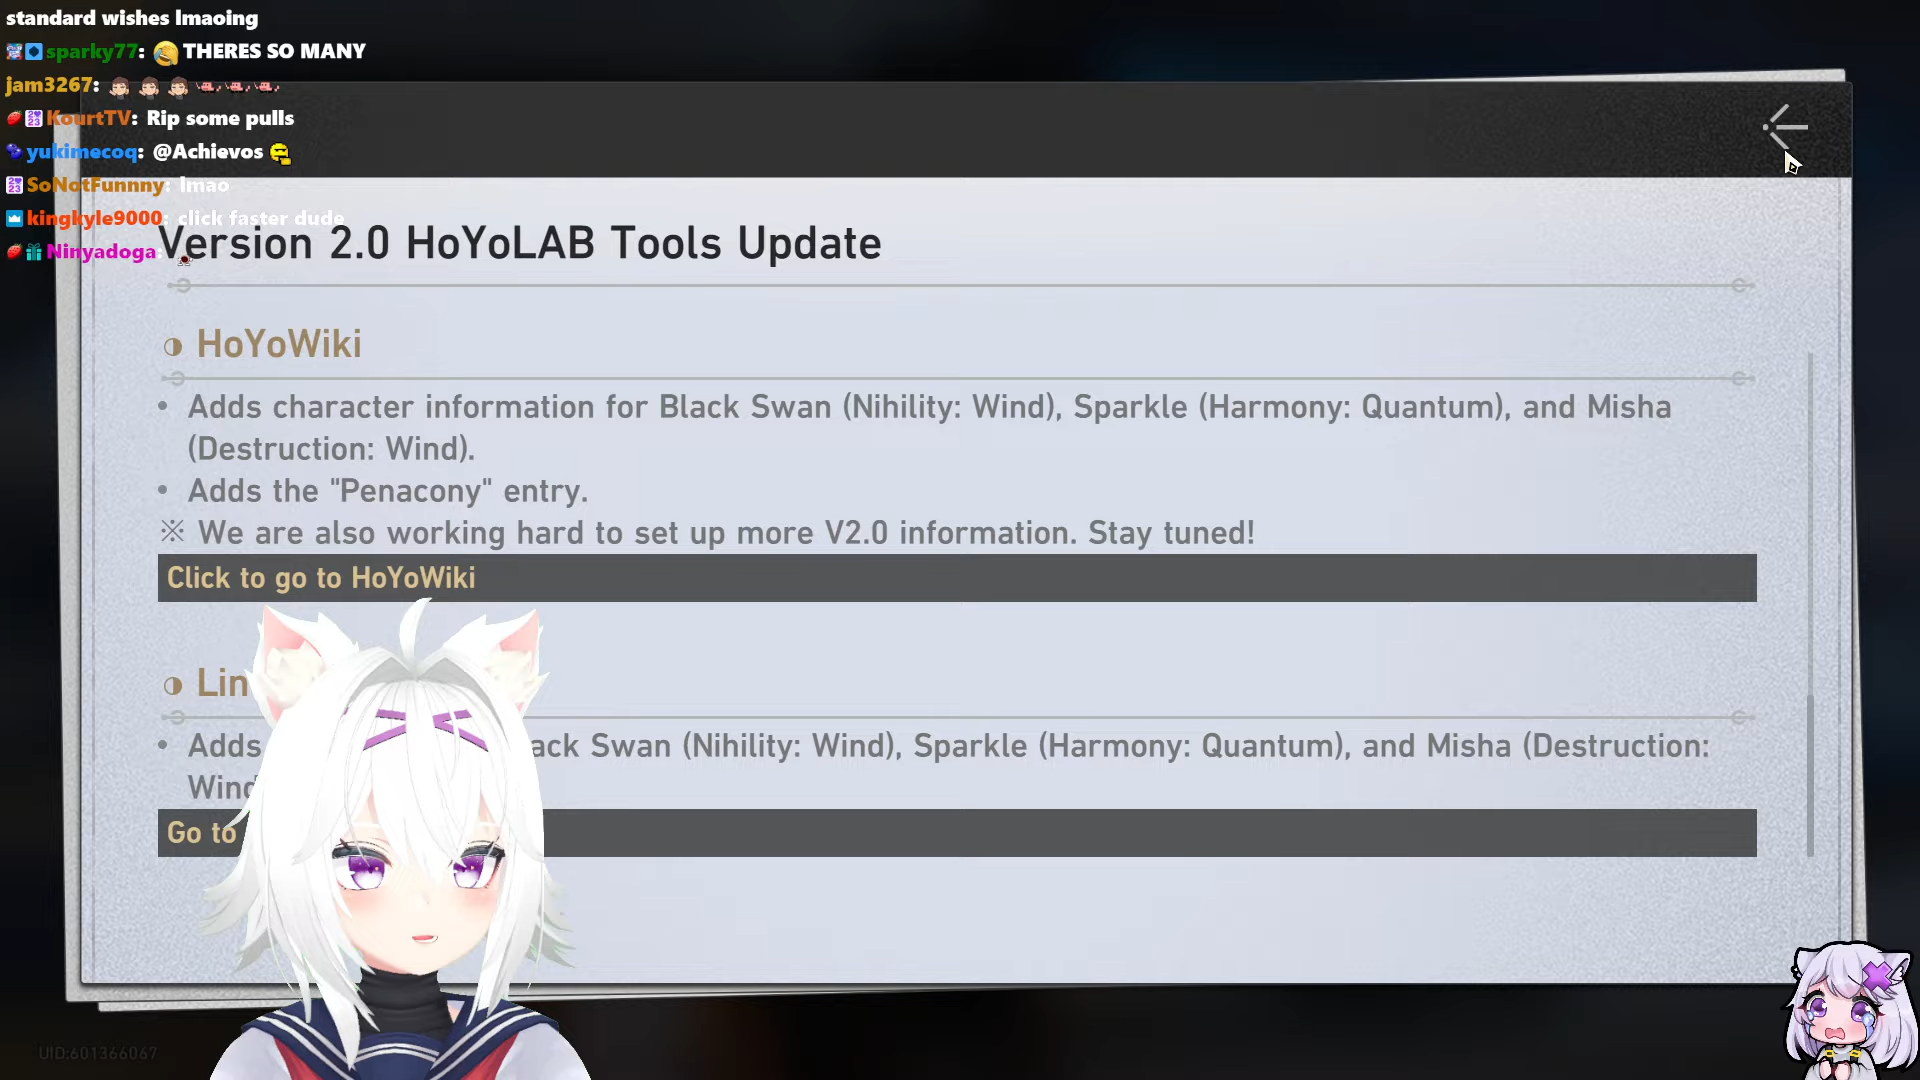 standard wishes lmaoing
sparky77: THERES SO MANY
jam3267:
KourtTV: Rip some pulls
yukimecoq: @Achievos
SoNotFunnny: lmao
kingkyle9000: click faster dude
Ninyadoga:
Version 2.0 HoYoLAB Tools Update
HoYoWiki
• Adds character information for Black Swan (Nihility: Wind), Sparkle (Harmony: Quantum), and Misha
(Destruction: Wind).
• Adds the "Penacony" entry.
※ We are also working hard to set up more V2.0 information. Stay tuned!
Click to go to HoYoWiki
Lin
• Adds ack Swan (Nihility: Wind), Sparkle (Harmony: Quantum), and Misha (Destruction:
Wind
Go to
UID:601366067